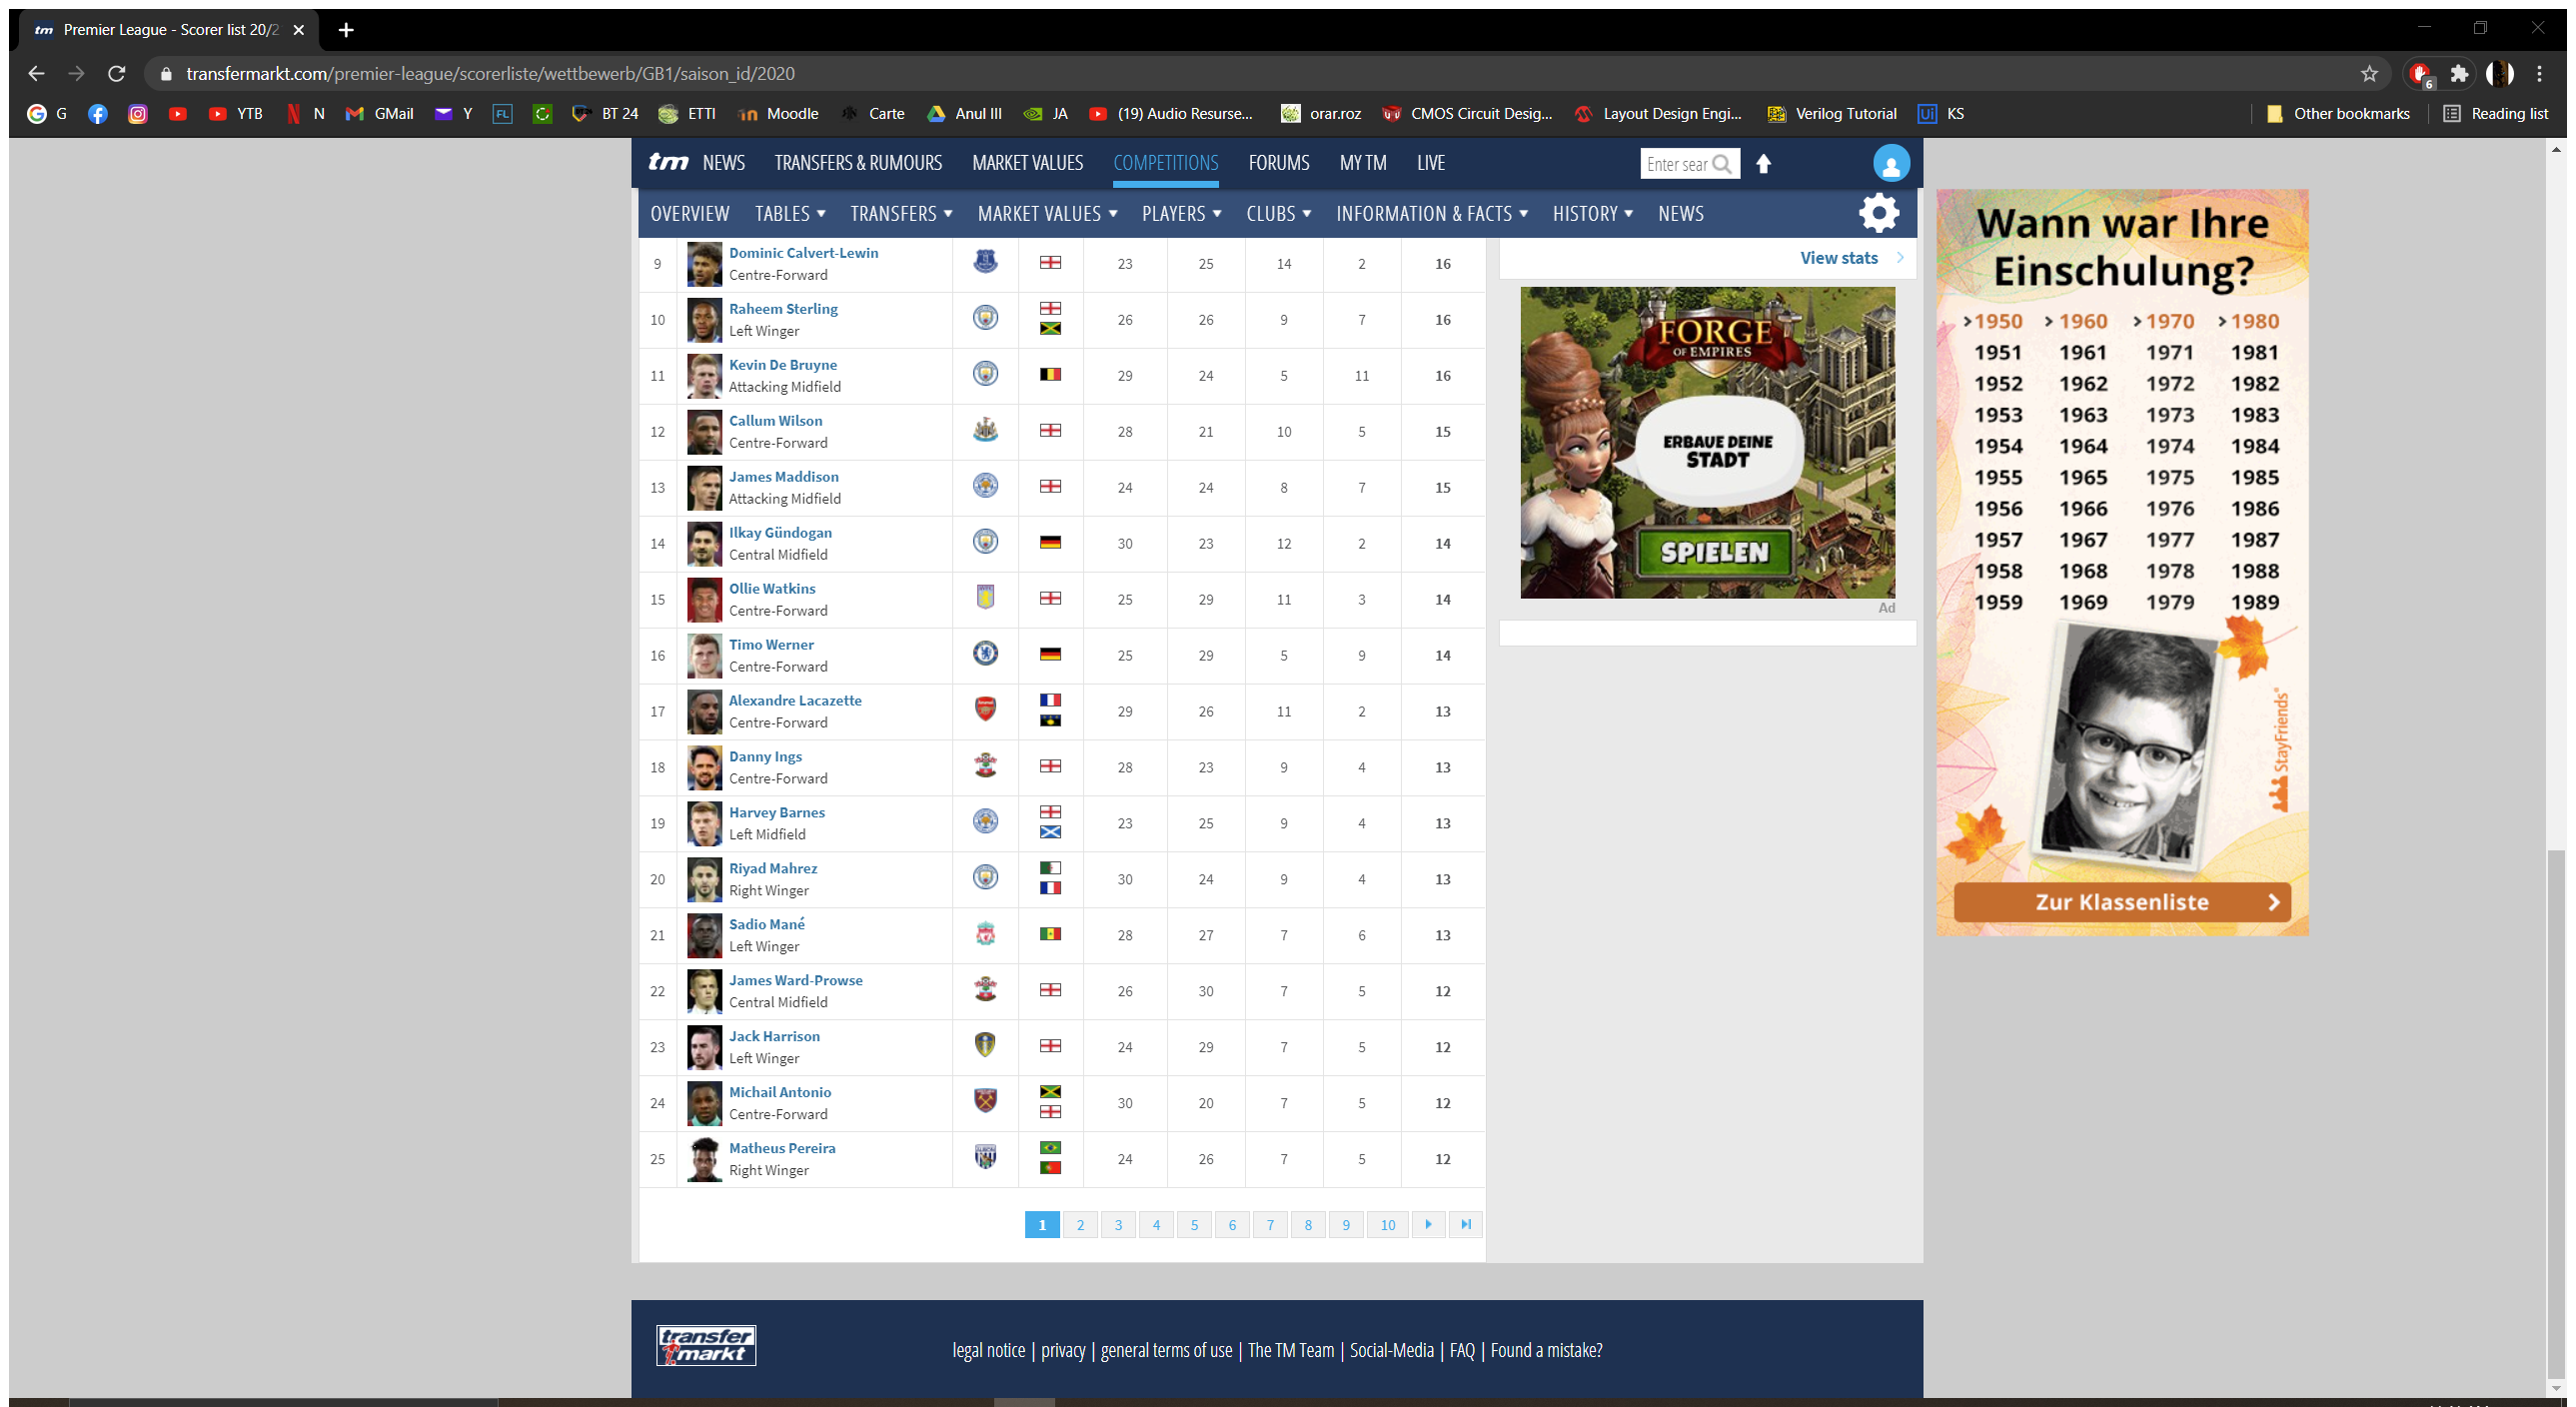 tm Premier League - Scorer list 20/2
transfermarkt.com/premier-league/scorerliste/wettbewerb/GB1/saison_id/2020
6
G YTB N GMail Y FL BT 24 ETTI Moodle Carte Anul III JA (19) Audio Resurse... orar.roz CMOS Circuit Desig... Layout Design Engi... Verilog Tutorial Ui KS Other bookmarks Reading list
tm NEWS TRANSFERS & RUMOURS MARKET VALUES COMPETITIONS FORUMS MY TM LIVE Enter sear
OVERVIEW TABLES TRANSFERS MARKET VALUES PLAYERS CLUBS INFORMATION & FACTS HISTORY NEWS
9 Dominic Calvert-Lewin 23 25 14 2 16
Centre-Forward
10 Raheem Sterling 26 26 9 7 16
Left Winger
11 Kevin De Bruyne 29 24 5 11 16
Attacking Midfield
12 Callum Wilson 28 21 10 5 15
Centre-Forward
13 James Maddison 24 24 8 7 15
Attacking Midfield
14 Ilkay Gündogan 30 23 12 2 14
Central Midfield
15 Ollie Watkins 25 29 11 3 14
Centre-Forward
16 Timo Werner 25 29 5 9 14
Centre-Forward
17 Alexandre Lacazette 29 26 11 2 13
Centre-Forward
18 Danny Ings 28 23 9 4 13
Centre-Forward
19 Harvey Barnes 23 25 9 4 13
Left Midfield
20 Riyad Mahrez 30 24 9 4 13
Right Winger
21 Sadio Mané 28 27 7 6 13
Left Winger
22 James Ward-Prowse 26 30 7 5 12
Central Midfield
23 Jack Harrison 24 29 7 5 12
Left Winger
24 Michail Antonio 30 20 7 5 12
Centre-Forward
25 Matheus Pereira 24 26 7 5 12
Right Winger
1 2 3 4 5 6 7 8 9 10
View stats
FORGE
OF EMPIRES
ERBAUE DEINE
STADT
SPIELEN
Ad
Wann war Ihre
Einschulung?
>1950 >1960 >1970 >1980
1951 1961 1971 1981
1952 1962 1972 1982
1953 1963 1973 1983
1954 1964 1974 1984
1955 1965 1975 1985
1956 1966 1976 1986
1957 1967 1977 1987
1958 1968 1978 1988
1959 1969 1979 1989
StayFriends
Zur Klassenliste
transfer
markt
legal notice | privacy | general terms of use | The TM Team | Social-Media | FAQ | Found a mistake?